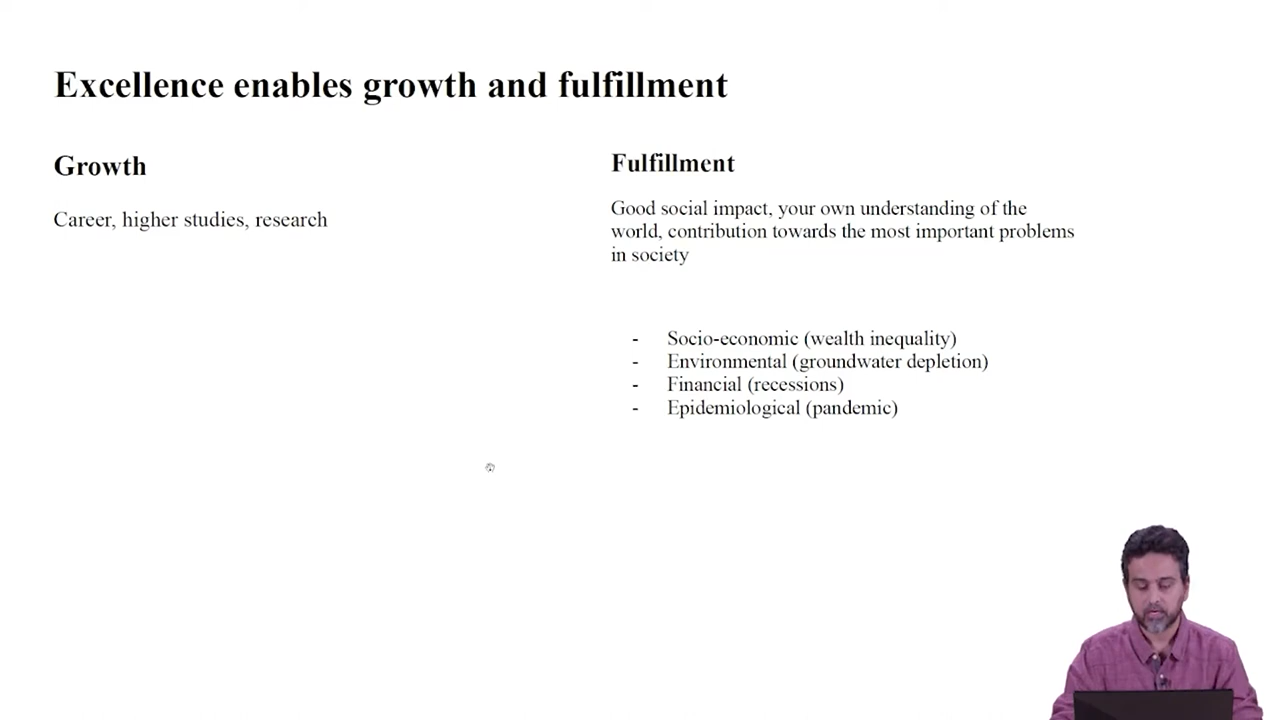 Excellence enables growth and fulfillment
Growth
Career, higher studies, research
Fulfillment
Good social impact, your own understanding of the
world, contribution towards the most important problems
in society
- Socio-economic (wealth inequality)
- Environmental (groundwater depletion)
- Financial (recessions)
- Epidemiological (pandemic)